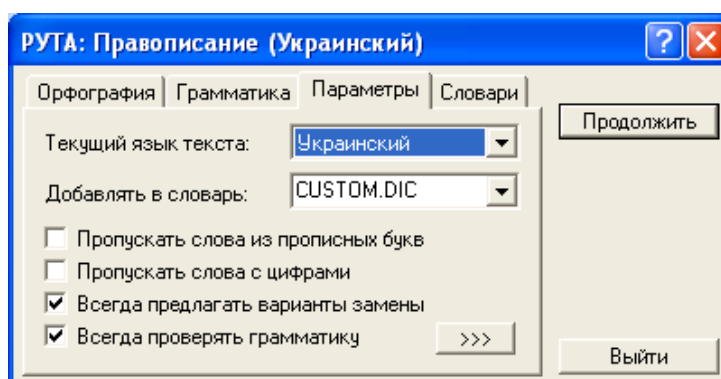 РУТА: Правописание (Украинский)
Орфография Грамматика Параметры Словари
Продолжить
Текущий язык текста: Украинский
Добавлять в словарь: CUSTOM.DIC
Пропускать слова из прописных букв
Пропускать слова с цифрами
Всегда предлагать варианты замены
Всегда проверять грамматику >>>
Выйти